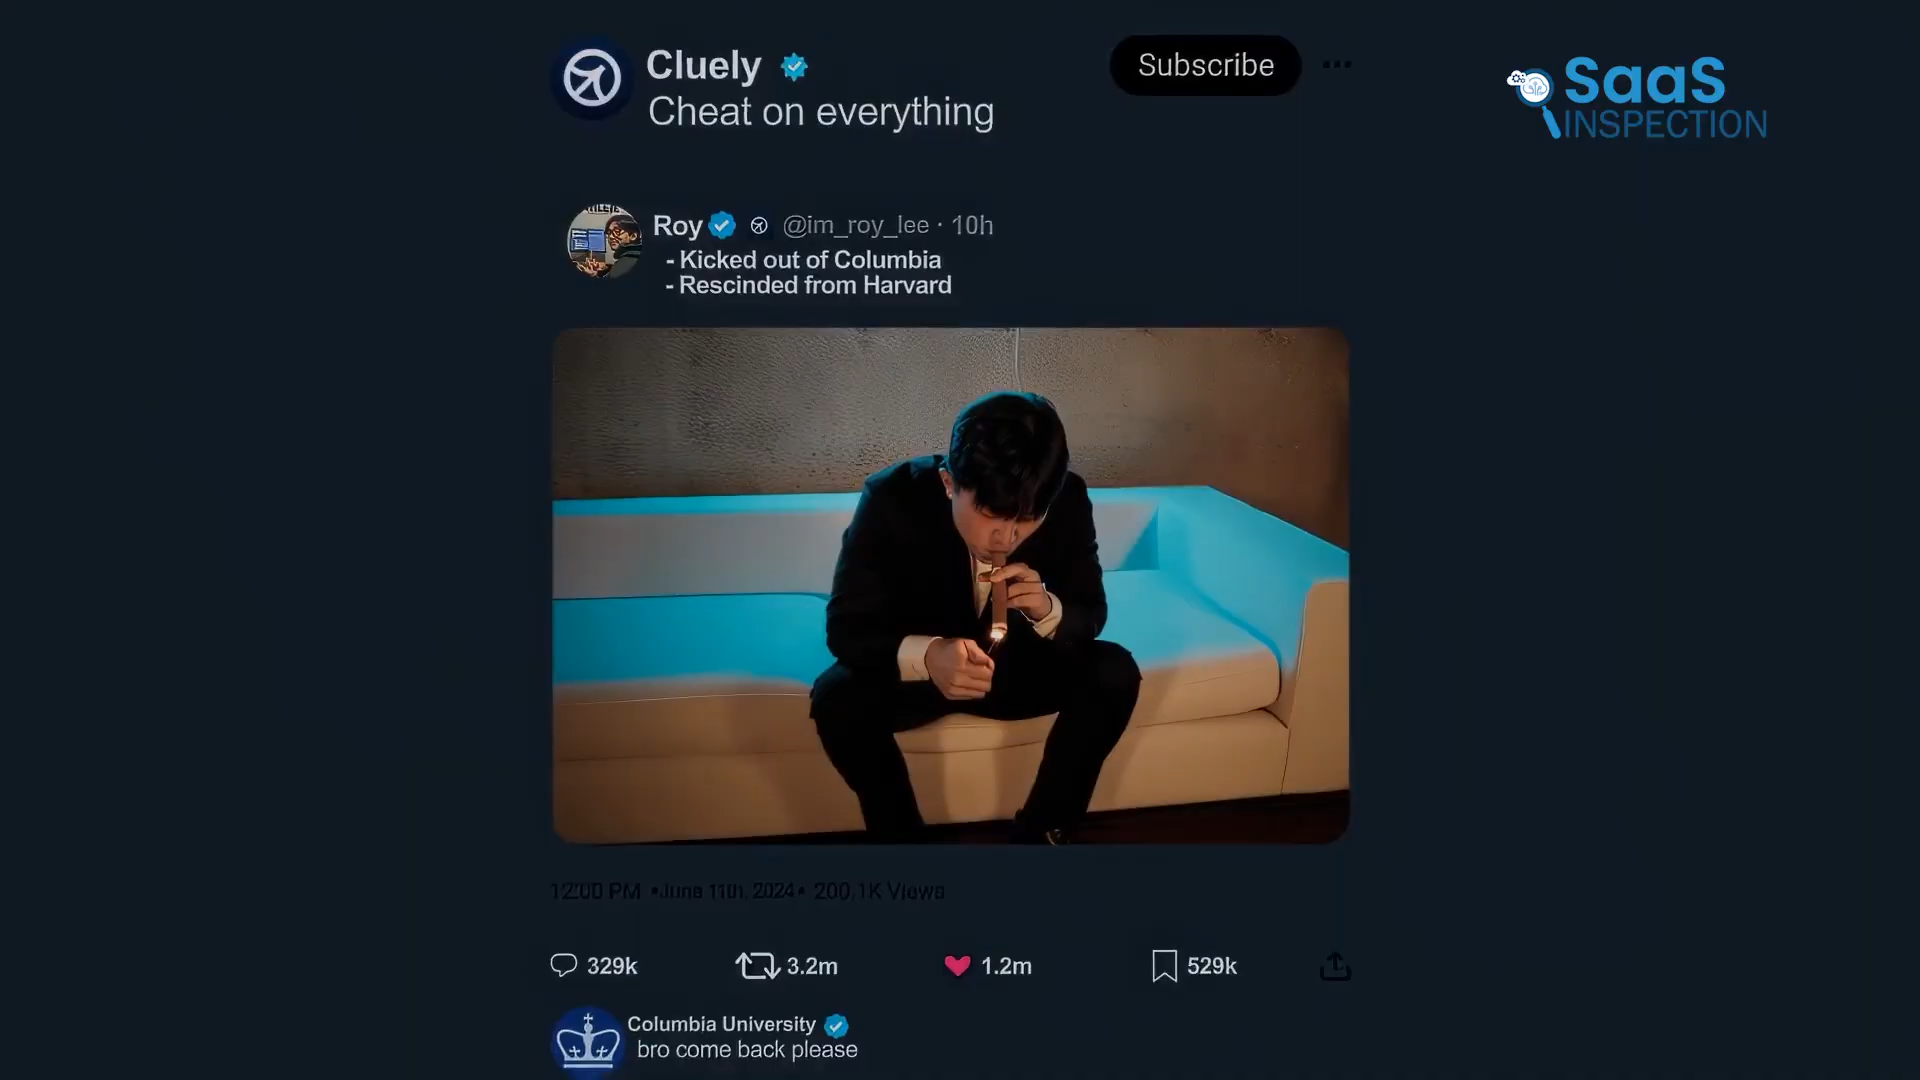 Cluely
Subscribe
Cheat on everything
SaaS
INSPECTION
Roy @im_roy_lee · 10h
- Kicked out of Columbia
- Rescinded from Harvard
12:00 PM •June 11th, 2024• 200.1K Views
329k
3.2m
1.2m
529k
Columbia University
bro come back please